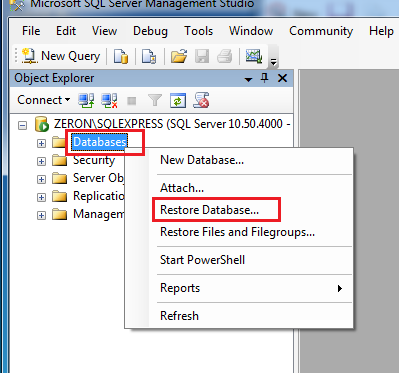 Microsoft SQL Server Management Studio
File Edit View Tools Window Community Help
New Query
Object Explorer
Connect
ZERON\SQLEXPRESS (SQL Server 10.50.4000 -
Databases
Security
Server Obj
Replicatio
Managem
New Database...
Attach...
Restore Database...
Restore Files and Filegroups...
Start PowerShell
Reports
Refresh